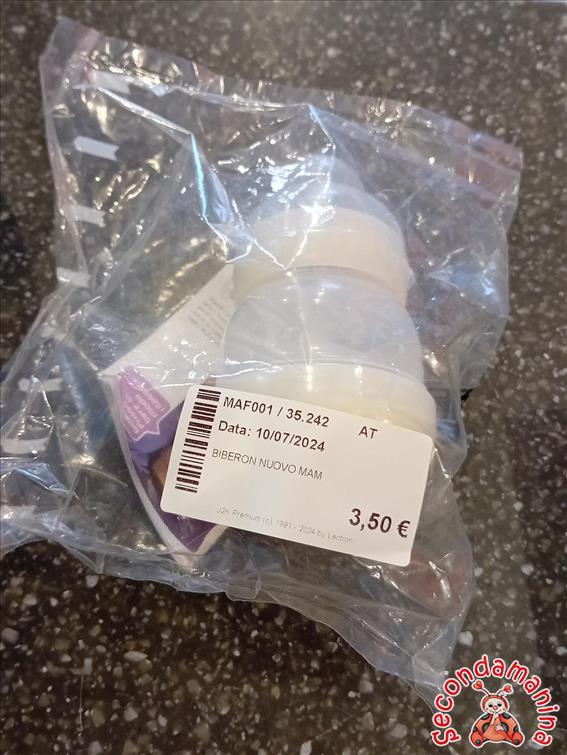 MAF001 / 35.242 AT
Data: 10/07/2024
BIBERON NUOVO MAM
3,50 €
J2K Premium (c) 1991 - 2024 by Lectron
secondamanina